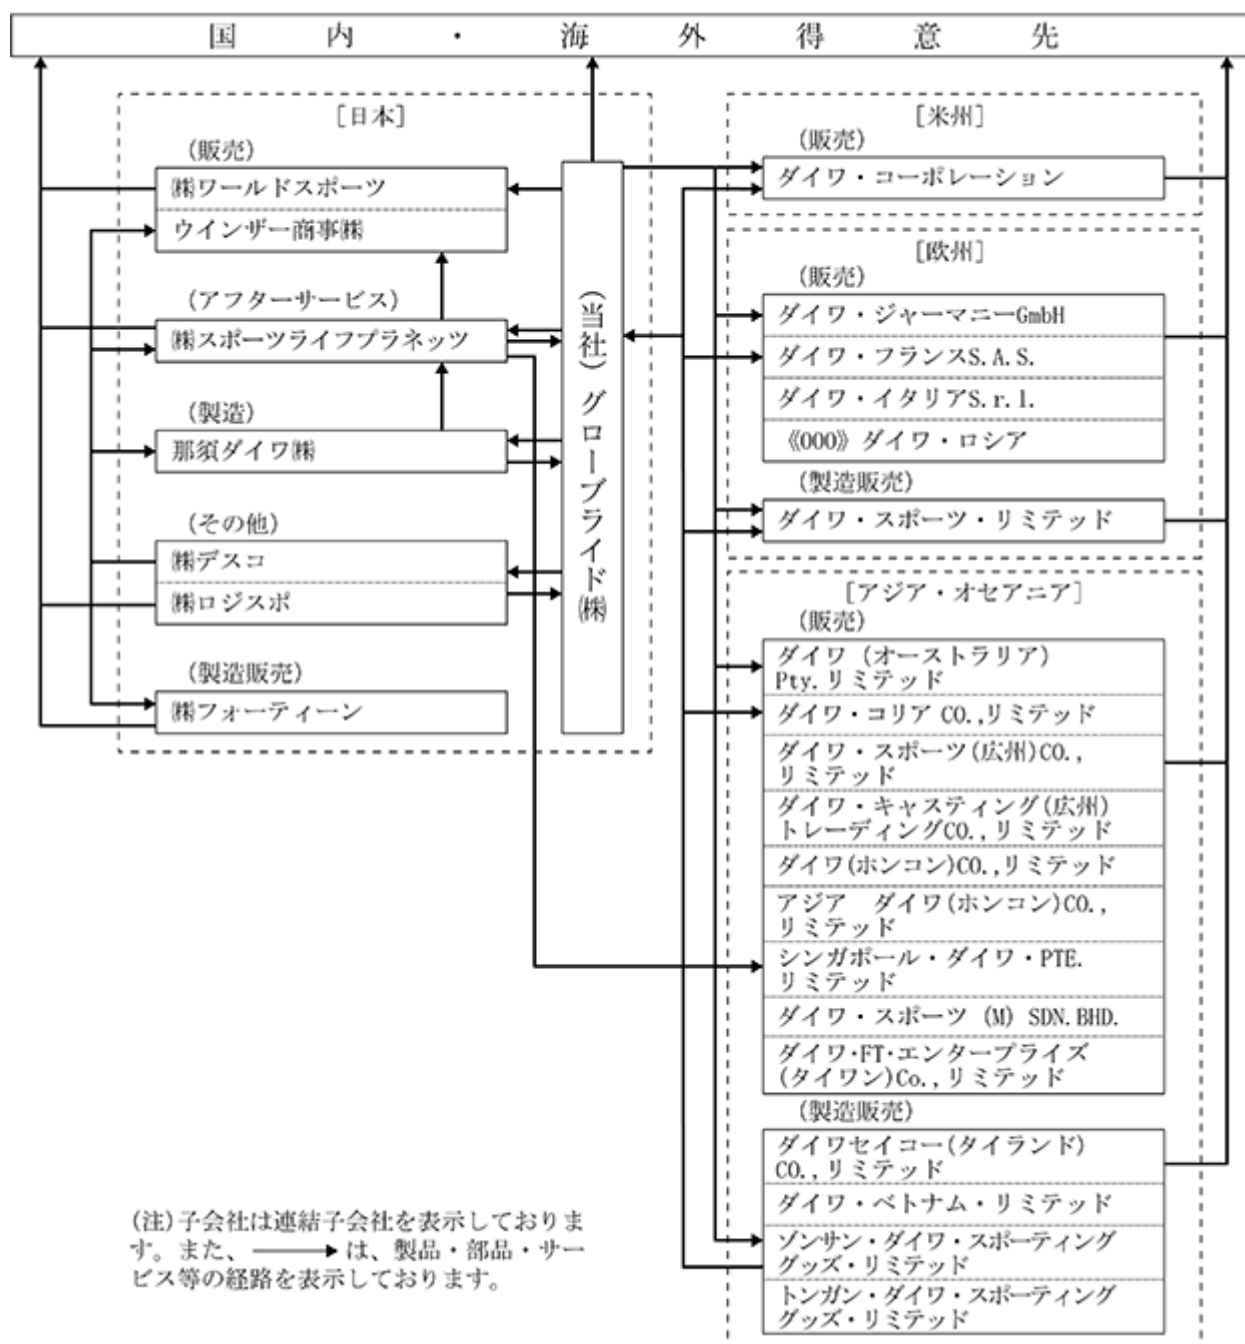 国内・海外得意先
[日本]
(販売)
㈱ワールドスポーツ
ウインザー商事㈱
(アフターサービス)
㈱スポーツライフプラネッツ
(製造)
那須ダイワ㈱
(その他)
㈱デスコ
㈱ロジスポ
(製造販売)
㈱フォーティーン
(当社)グローブライド㈱
[米州]
(販売)
ダイワ・コーポレーション
[欧州]
(販売)
ダイワ・ジャーマニーGmbH
ダイワ・フランスS.A.S.
ダイワ・イタリアS.r.l.
《OOO》ダイワ・ロシア
(製造販売)
ダイワ・スポーツ・リミテッド
[アジア・オセアニア]
(販売)
ダイワ (オーストラリア)
Pty.リミテッド
ダイワ・コリア CO.,リミテッド
ダイワ・スポーツ(広州)CO.,
リミテッド
ダイワ・キャスティング(広州)
トレーディングCO.,リミテッド
ダイワ(ホンコン)CO.,リミテッド
アジア　ダイワ(ホンコン)CO.,
リミテッド
シンガポール・ダイワ・PTE.
リミテッド
ダイワ・スポーツ (M) SDN.BHD.
ダイワ・FT・エンタープライズ
(タイワン)Co.,リミテッド
(製造販売)
ダイワセイコー(タイランド)
CO.,リミテッド
ダイワ・ベトナム・リミテッド
ゾンサン・ダイワ・スポーティング
グッズ・リミテッド
トンガン・ダイワ・スポーティング
グッズ・リミテッド
(注)子会社は連結子会社を表示しておりま
す。また、 は、製品・部品・サー
ビス等の経路を表示しております。